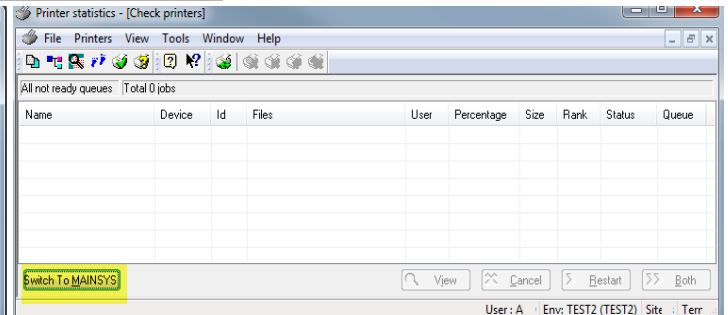 Printer statistics - [Check printers]
File Printers View Tools Window Help
All not ready queues Total 0 jobs
Name Device Id Files User Percentage Size Rank Status Queue
Switch To MAINSYS View Cancel Restart Both
User : A Env: TEST2 (TEST2) Site : Terr